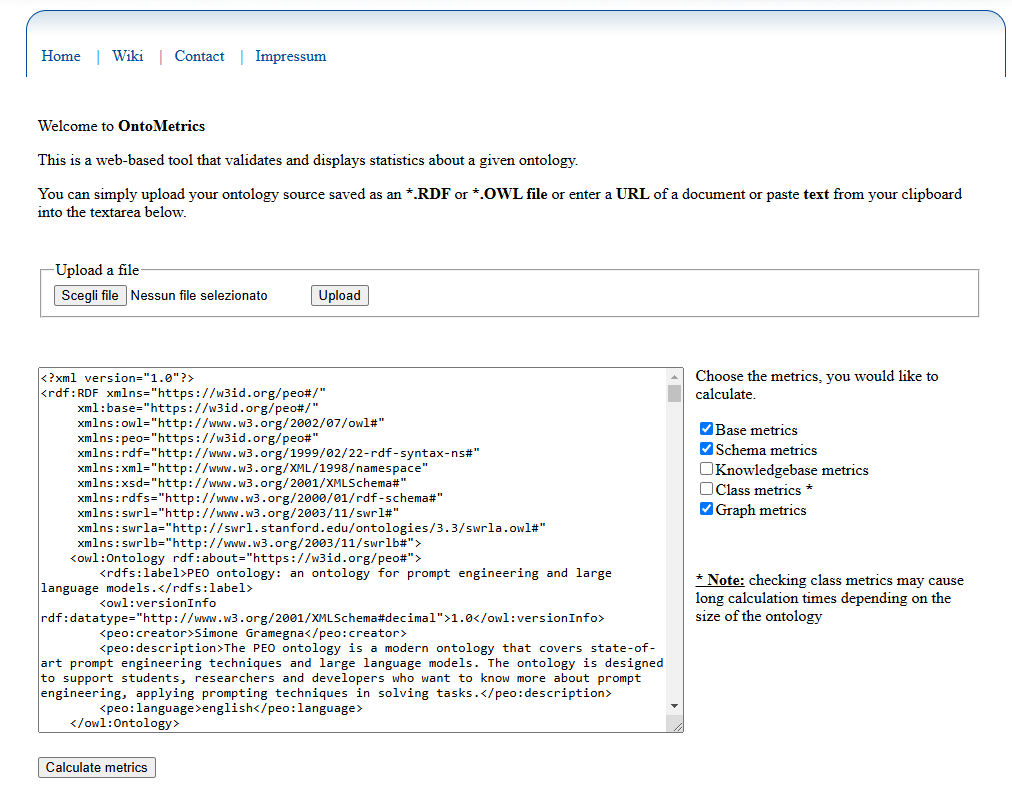 Home | Wiki | Contact | Impressum
Welcome to OntoMetrics
This is a web-based tool that validates and displays statistics about a given ontology.
You can simply upload your ontology source saved as an *.RDF or *.OWL file or enter a URL of a document or paste text from your clipboard
into the textarea below.
Upload a file
Scegli file Nessun file selezionato Upload
<?xml version="1.0"?>
<rdf:RDF xmlns="https://w3id.org/peo#/"
     xml:base="https://w3id.org/peo#/"
     xmlns:owl="http://www.w3.org/2002/07/owl#"
     xmlns:peo="https://w3id.org/peo#"
     xmlns:rdf="http://www.w3.org/1999/02/22-rdf-syntax-ns#"
     xmlns:xml="http://www.w3.org/XML/1998/namespace"
     xmlns:xsd="http://www.w3.org/2001/XMLSchema#"
     xmlns:rdfs="http://www.w3.org/2000/01/rdf-schema#"
     xmlns:swrl="http://www.w3.org/2003/11/swrl#"
     xmlns:swrla="http://swrl.stanford.edu/ontologies/3.3/swrla.owl#"
     xmlns:swrlb="http://www.w3.org/2003/11/swrlb#">
    <owl:Ontology rdf:about="https://w3id.org/peo#">
        <rdfs:label>PEO ontology: an ontology for prompt engineering and large
language models.</rdfs:label>
        <owl:versionInfo
rdf:datatype="http://www.w3.org/2001/XMLSchema#decimal">1.0</owl:versionInfo>
        <peo:creator>Simone Gramegna</peo:creator>
        <peo:description>The PEO ontology is a modern ontology that covers state-of-
art prompt engineering techniques and large language models. The ontology is designed
to support students, researchers and developers who want to know more about prompt
engineering, applying prompting techniques in solving tasks.</peo:description>
        <peo:language>english</peo:language>
    </owl:Ontology>
Choose the metrics, you would like to
calculate.
Base metrics
Schema metrics
Knowledgebase metrics
Class metrics *
Graph metrics
* Note: checking class metrics may cause
long calculation times depending on the
size of the ontology
Calculate metrics